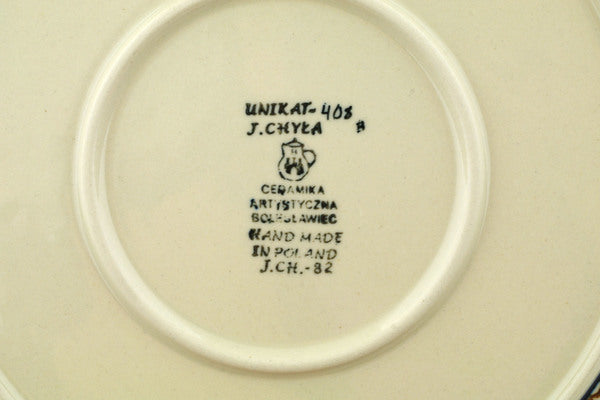 UNIKAT-408
J.CHYŁA B
CERAMIKA
ARTYSTYCZNA
BOLESŁAWIEC
HAND MADE
IN POLAND
J.CH.-82